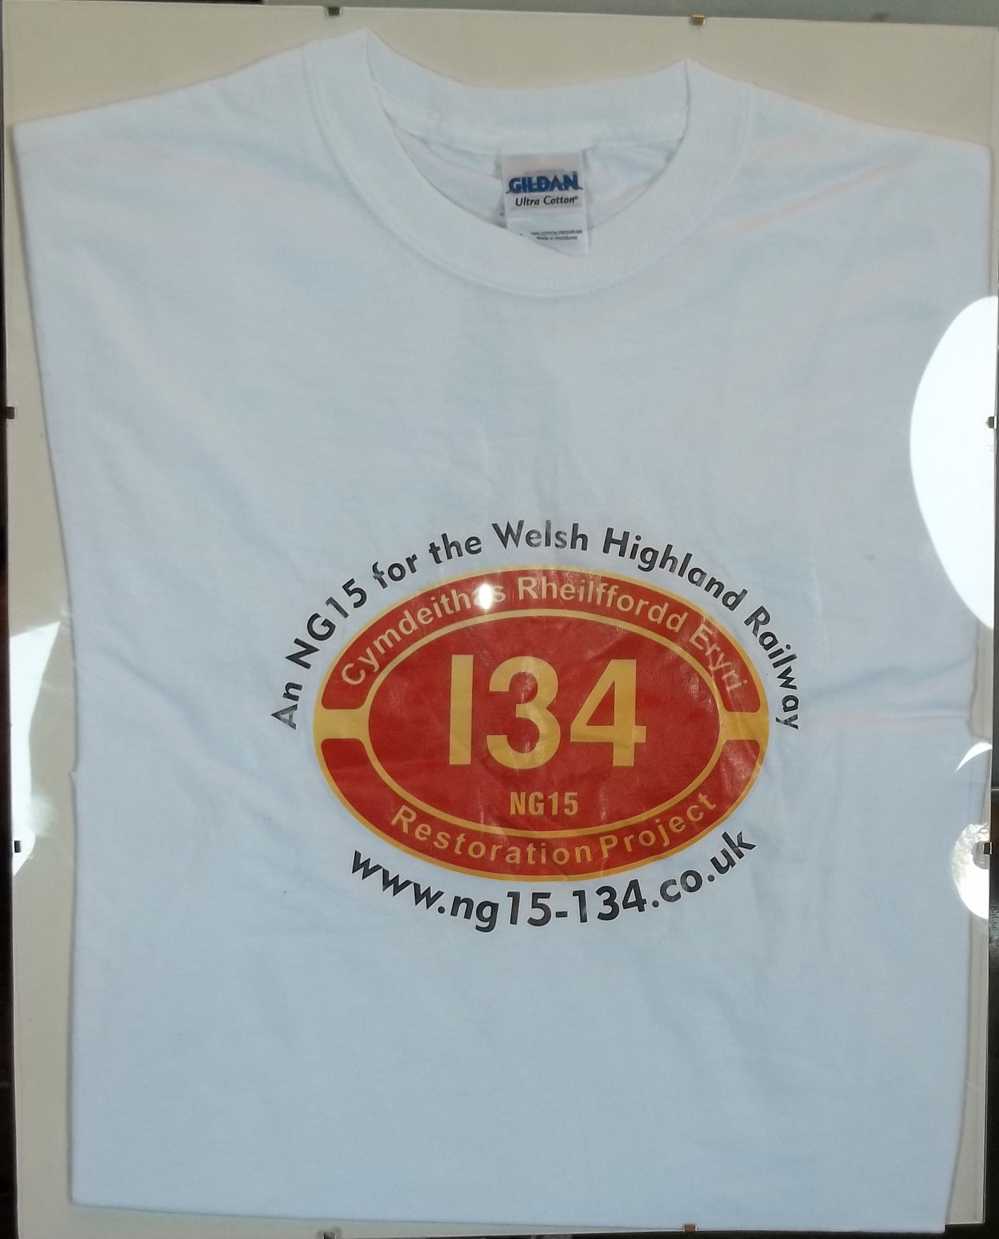 GILDAN
Ultra Cotton®
An NG15 for the Welsh Highland Railway
Cymdeithas Rheilffordd Eryri
134
NG15
Restoration Project
www.ng15-134.co.uk